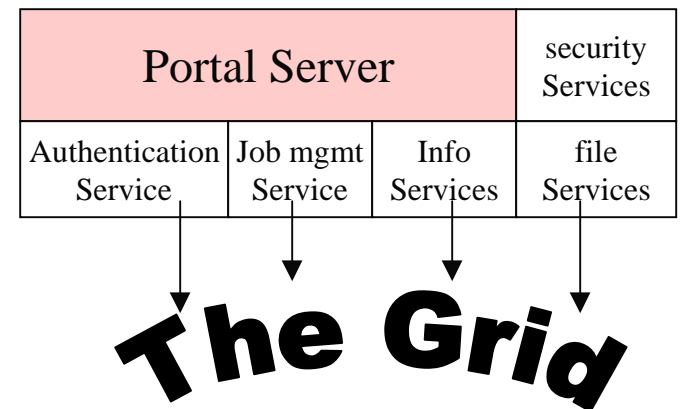 Portal Server
security
Services
Authentication
Service
Job mgmt
Service
Info
Services
file
Services
The Grid